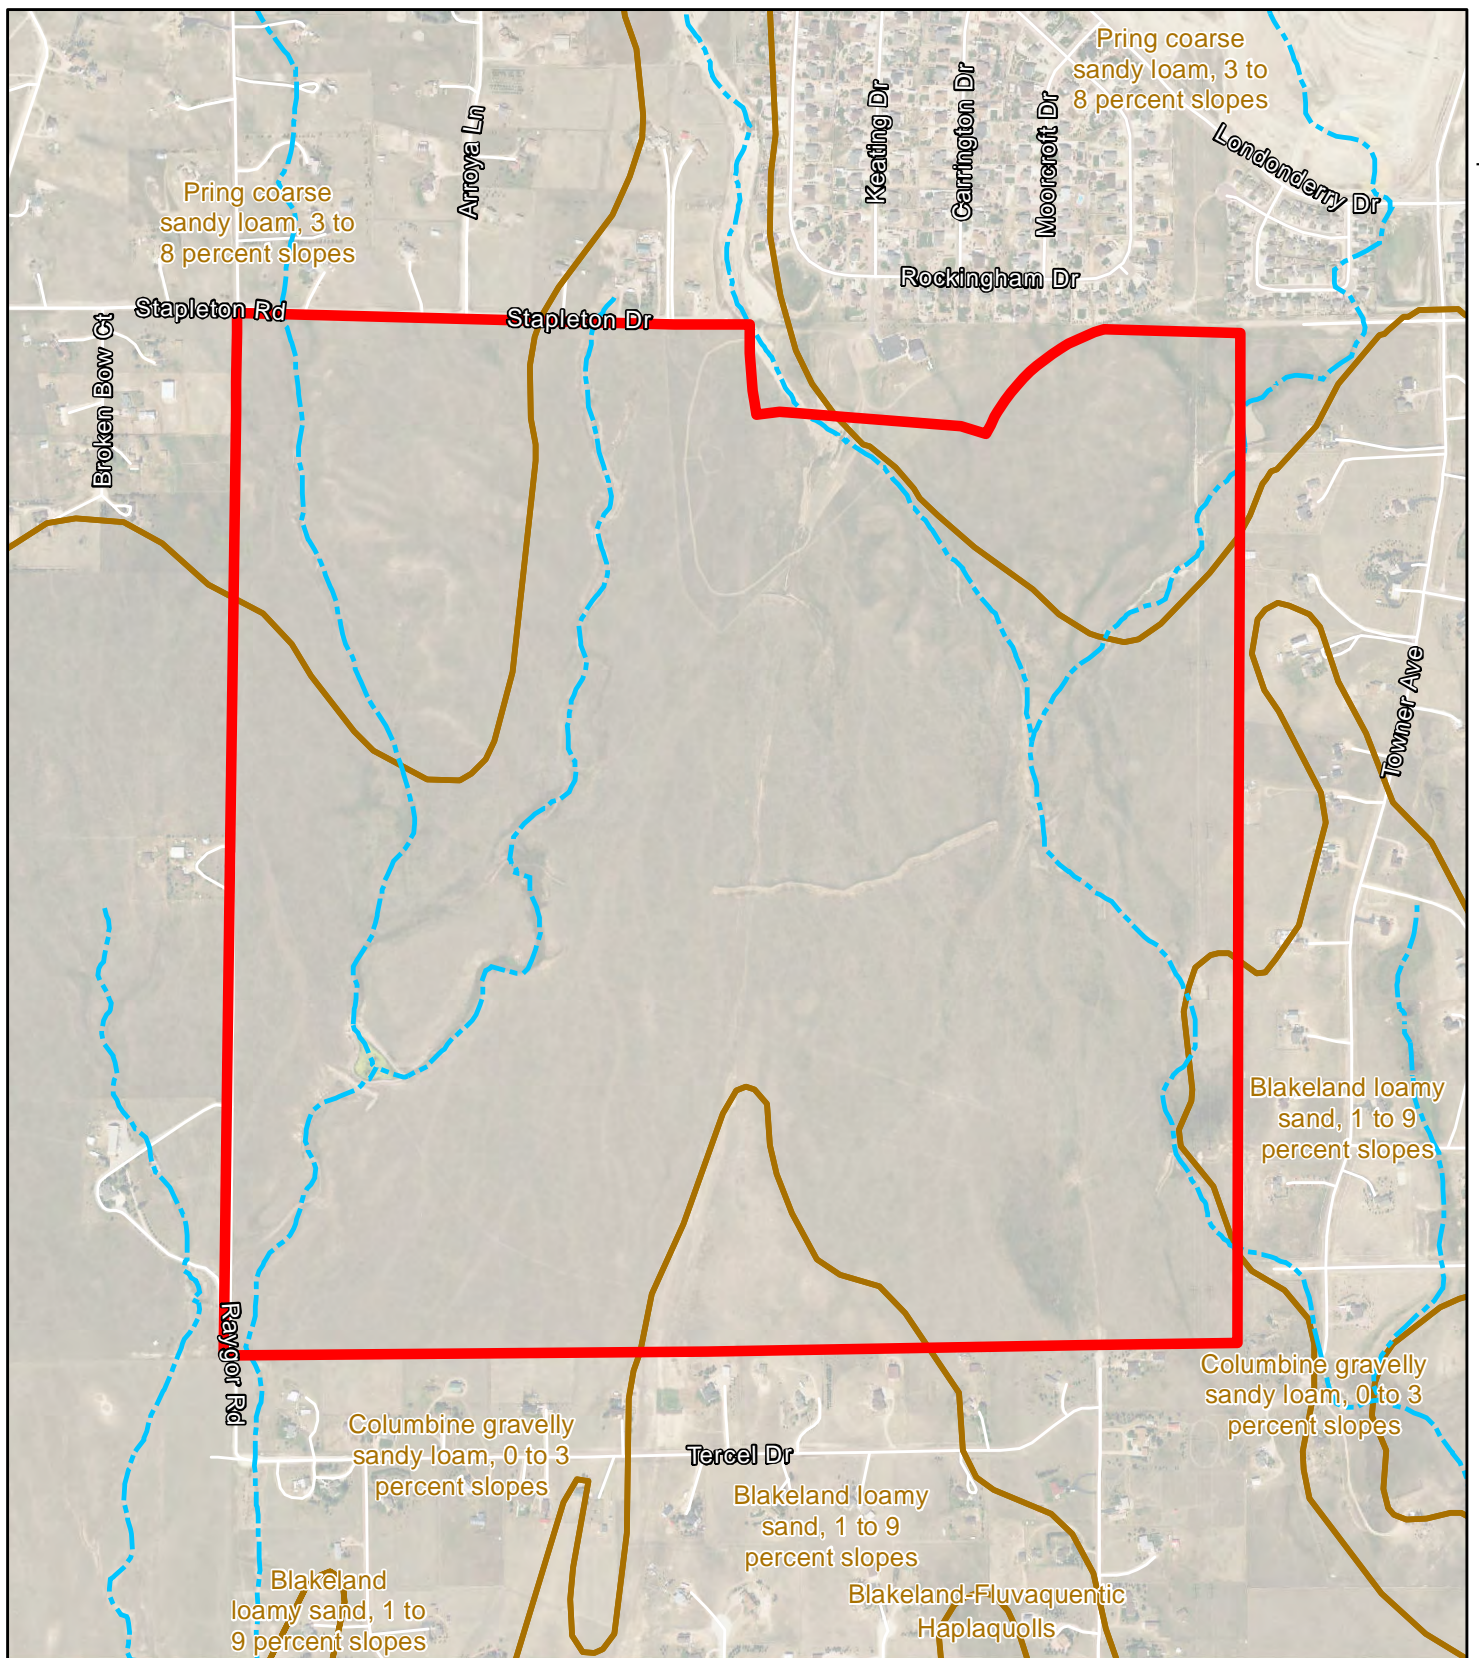 Pring coarse
sandy loam, 3 to
8 percent slopes
Keating Dr
Carrington Dr
Moorcroft Dr
Londonderry Dr
Arroya Ln
Pring coarse
sandy loam, 3 to
8 percent slopes
Rockingham Dr
Stapleton Rd
Stapleton Dr
Broken Bow Ct
Towner Ave
Blakeland loamy
sand, 1 to 9
percent slopes
Raygor Rd
Columbine gravelly
sandy loam, 0 to 3
percent slopes
Columbine gravelly
sandy loam, 0 to 3
percent slopes
Tercel Dr
Blakeland loamy
sand, 1 to 9
percent slopes
Blakeland
loamy sand, 1 to
9 percent slopes
Blakeland-Fluvaquentic
Haplaquolls